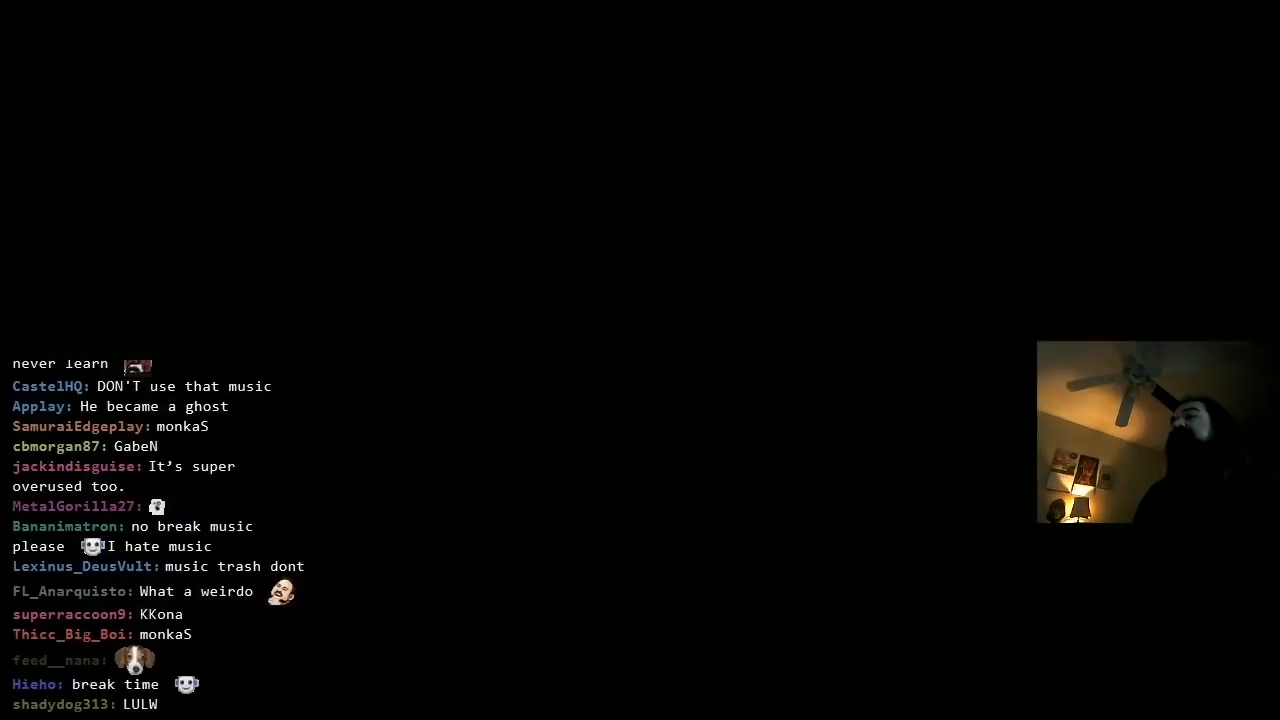 never learn
CastelHQ: DON'T use that music
Applay: He became a ghost
SamuraiEdgeplay: monkaS
cbmorgan87: GabeN
jackindisguise: It’s super
overused too.
MetalGorilla27:
Bananimatron: no break music
please I hate music
Lexinus_DeusVult: music trash dont
FL_Anarquisto: What a weirdo
superraccoon9: KKona
Thicc_Big_Boi: monkaS
feed__nana:
Hieho: break time
shadydog313: LULW